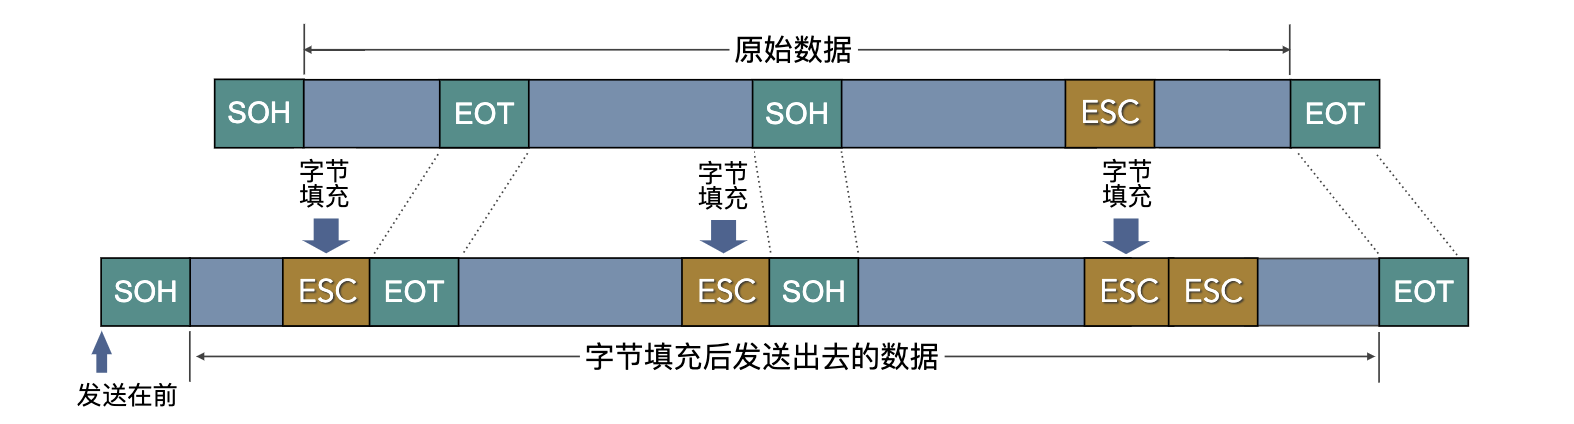 原始数据
SOH EOT SOH ESC EOT
字节 字节 字节
填充 填充 填充
SOH ESC EOT ESC SOH ESC ESC EOT
字节填充后发送出去的数据
发送在前